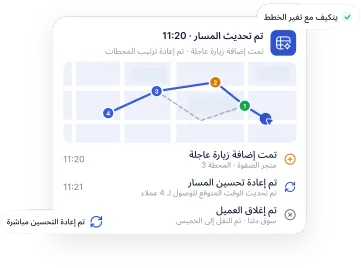 يتكيف مع تغير الخطط
تم تحديث المسار · 11:20
تمت إضافة زيارة عاجلة · تم إعادة ترتيب المحطات
1
2
3
4
تمت إضافة زيارة عاجلة
11:20
متجر الصفوة · المحطة 3
تم إعادة تحسين المسار
11:21
تم تحديث الوقت المتوقع للوصول لـ 4 عملاء
تم إغلاق العميل
سوق دلتا · تم النقل إلى الخميس
تم إعادة التحسين مباشرة